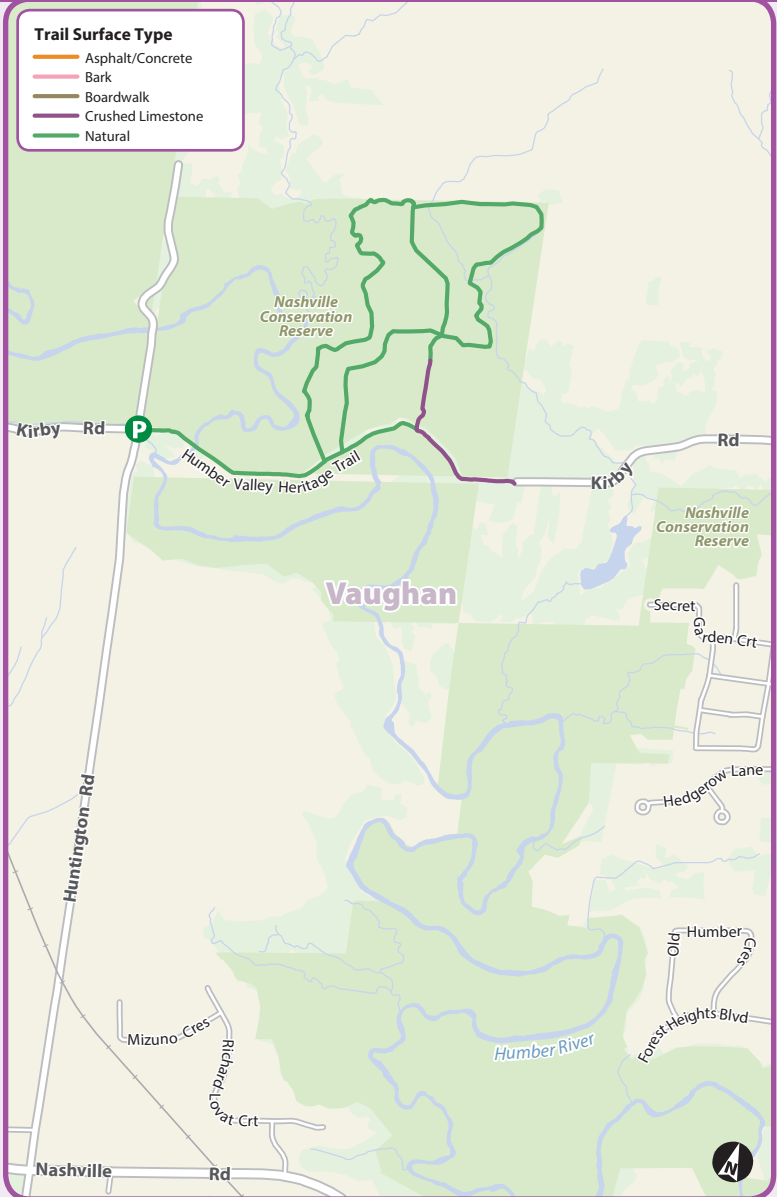 Trail Surface Type
Asphalt/Concrete
Bark
Boardwalk
Crushed Limestone
Natural
Nashville
Conservation
Reserve
Kirby Rd
P
Humber Valley Heritage Trail
Kirby
Rd
Nashville
Conservation
Reserve
Vaughan
Secret
Garden Crt
Hedgerow Lane
Huntington Rd
Old
Humber
Cres
Forest Heights Blvd
Mizuno Cres
Richard Lovat Crt
Humber River
Nashville Rd
N